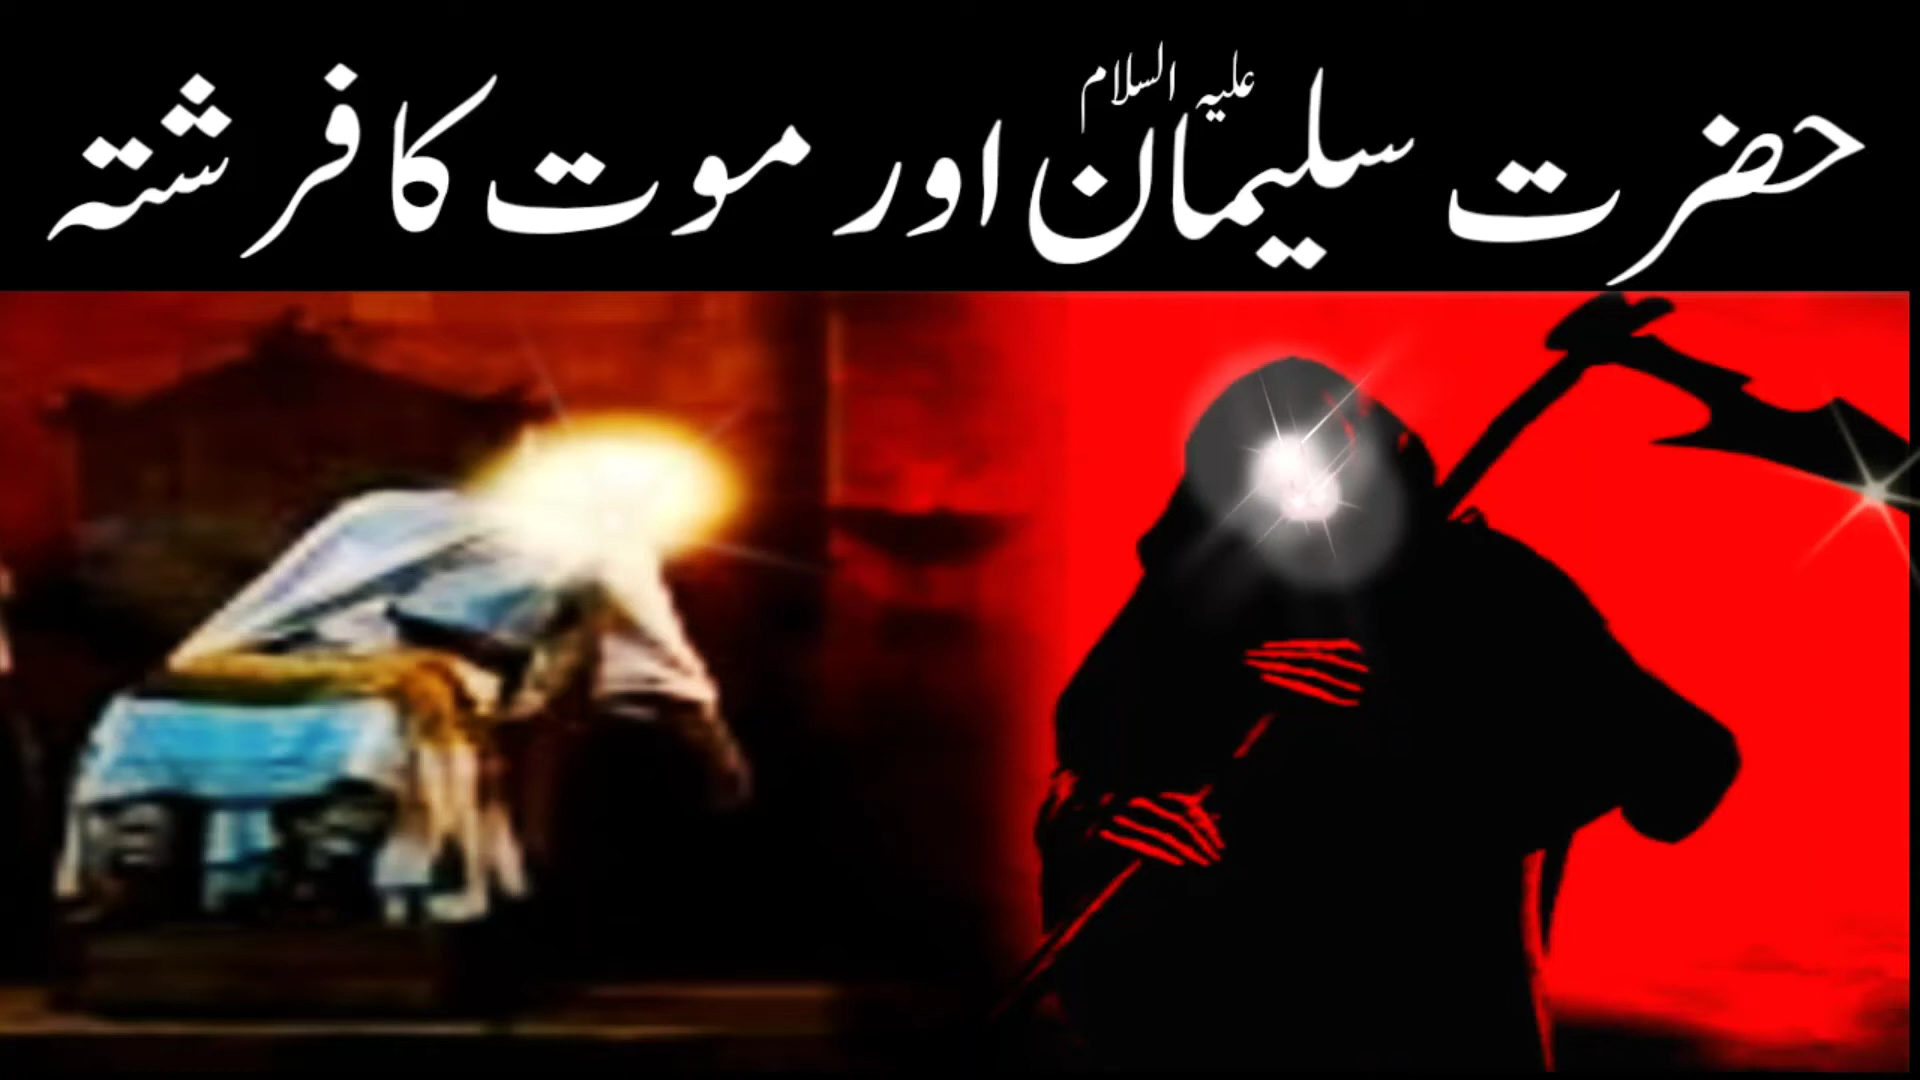 حضرت سلیمان علیہ السلام اور موت کا فرشتہ